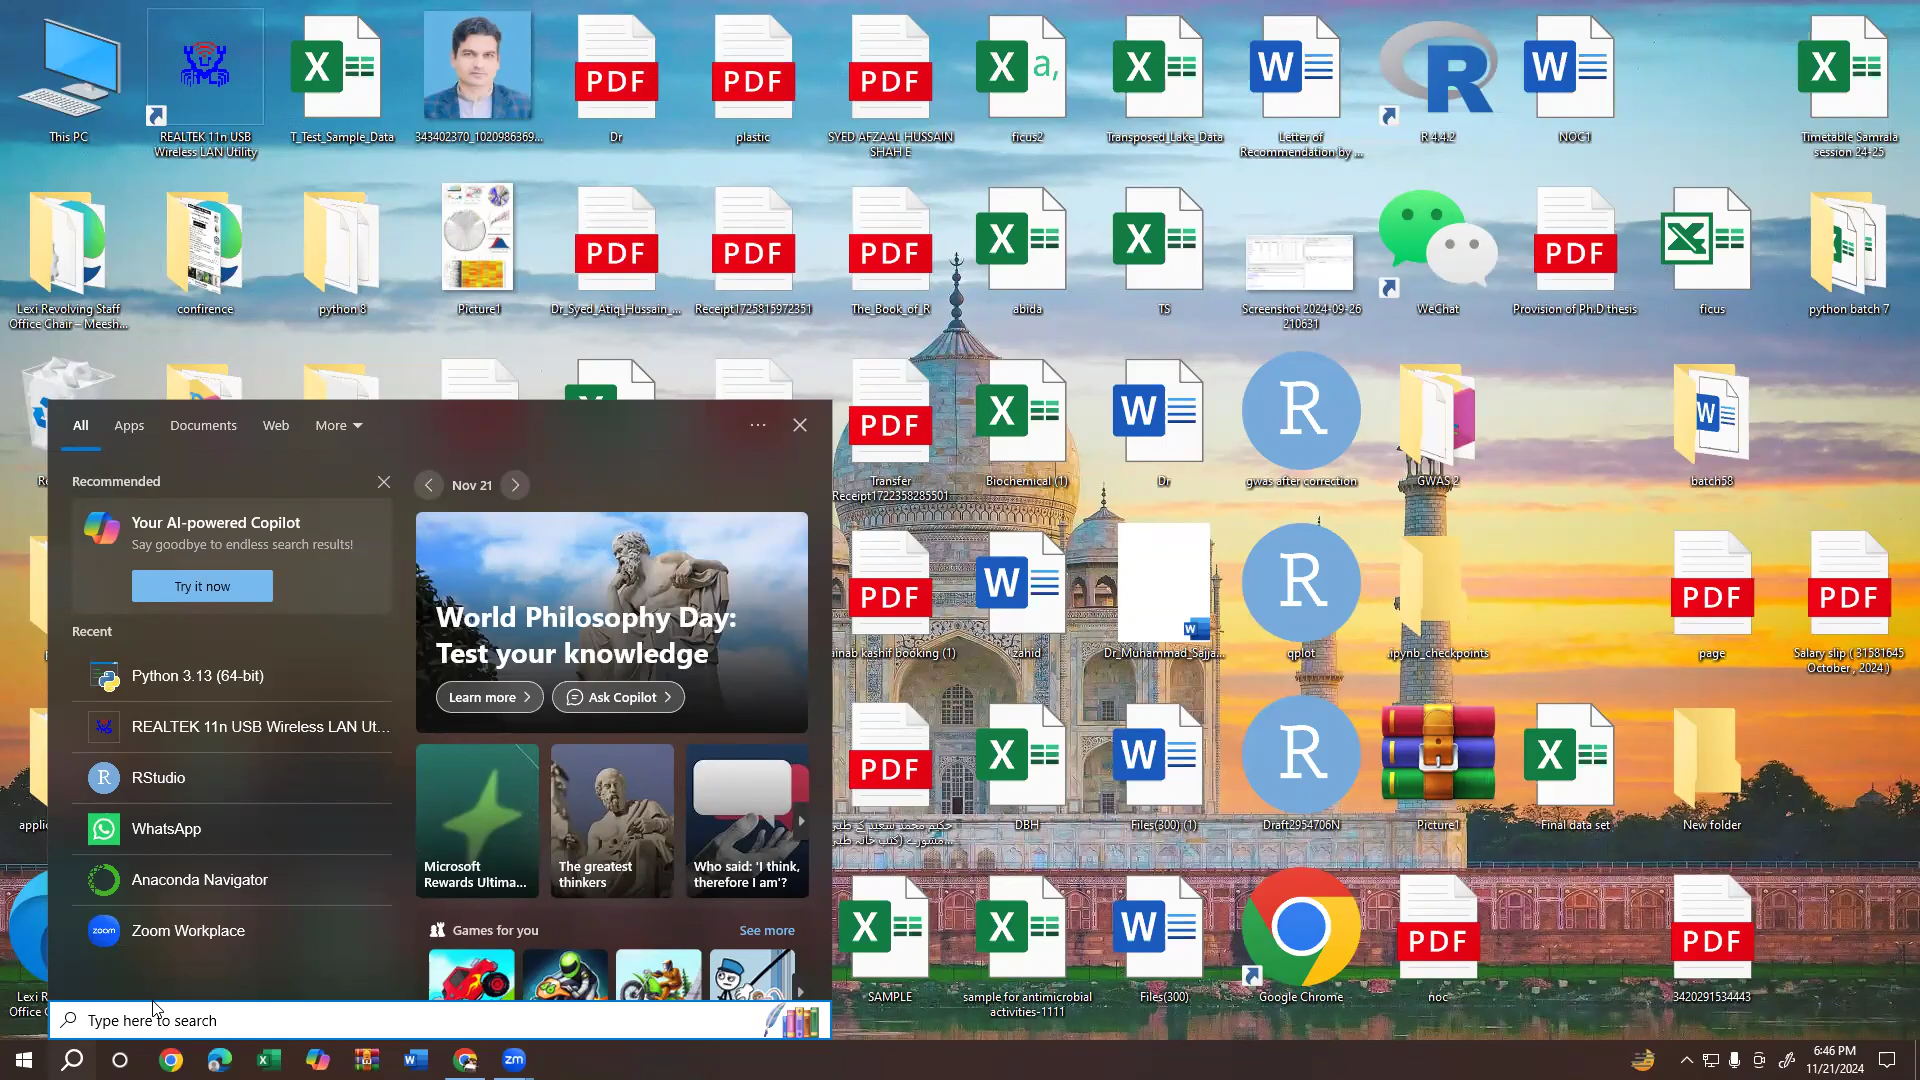 This PC
REALTEK 11n USB
Wireless LAN Utility
T_Test_Sample_Data
343402370_1020986369...
Dr
plastic
SYED AFZAAL HUSSAIN
SHAH E
ficus2
Transposed_Lake_Data
Letter of
Recommendation by ...
R 4.4.2
NOC1
Timetable Samrala
session 24-25
Lexi Revolving Staff
Office Chair – Meesh...
confirence
python 8
Picture1
Dr_Syed_Atiq_Hussain_...
Receipt1725815972351
The_Book_of_R
abida
TS
Screenshot 2024-09-26
210631
WeChat
Provision of Ph.D thesis
ficus
python batch 7
Transfer
Receipt1722358285501
Biochemical (1)
Dr
gwas after correction
GWAS 2
batch58
ainab kashif booking (1)
zahid
Dr_Muhammad_Sajja...
qplot
.ipynb_checkpoints
page
Salary slip ( 31581645
October , 2024 )
DBH
Files(300) (1)
Draft2954706N
Picture1
Final data set
New folder
SAMPLE
sample for antimicrobial
activities-1111
Files(300)
Google Chrome
noc
3420291534443
All
Apps
Documents
Web
More
Recommended
Your AI-powered Copilot
Say goodbye to endless search results!
Try it now
Recent
Python 3.13 (64-bit)
REALTEK 11n USB Wireless LAN Ut...
RStudio
WhatsApp
Anaconda Navigator
Zoom Workplace
Nov 21
World Philosophy Day:
Test your knowledge
Learn more
Ask Copilot
Microsoft
Rewards Ultima...
The greatest
thinkers
Who said: 'I think,
therefore I am'?
Games for you
See more
Type here to search
6:46 PM
11/21/2024